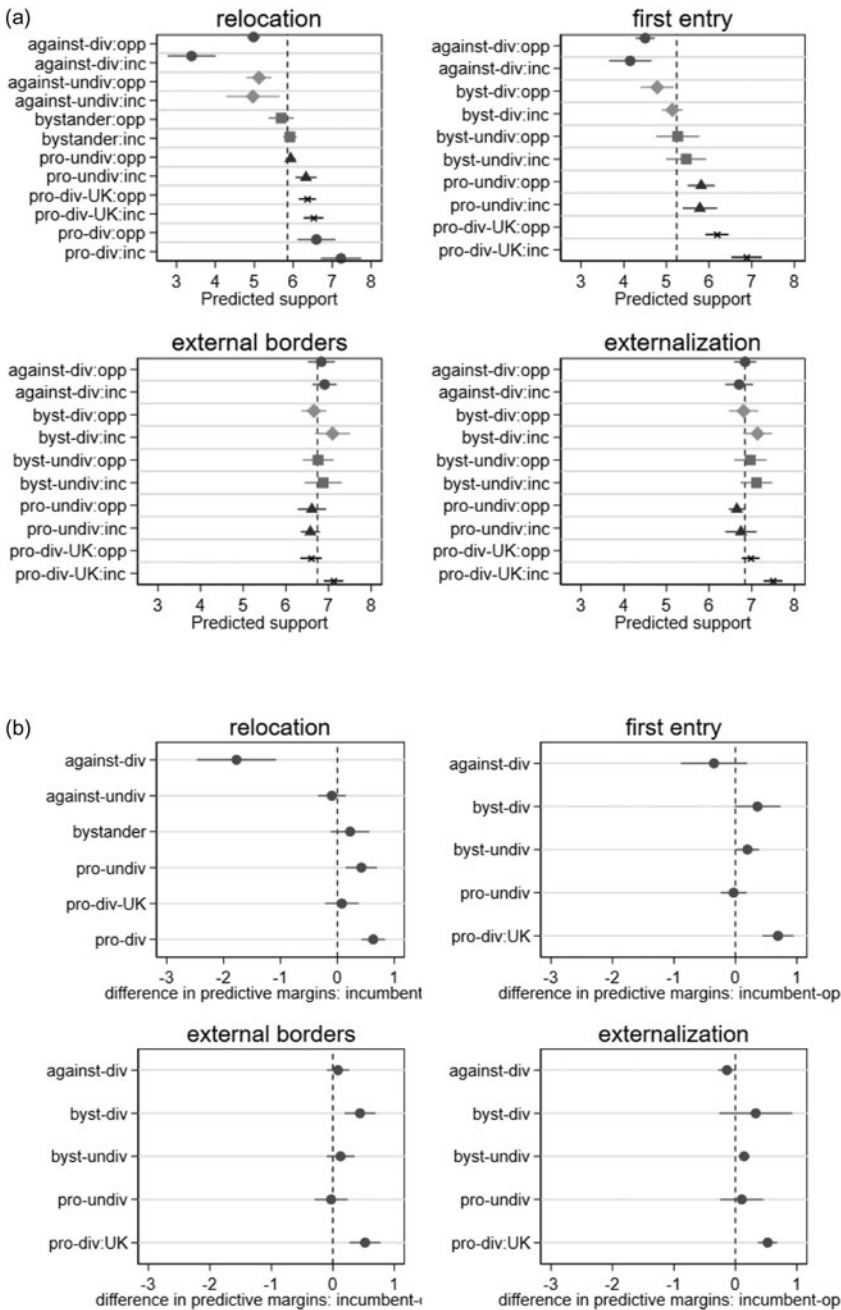 (a)
relocation
against-div:opp
against-div:inc
against-undiv:opp
against-undiv:inc
bystander:opp
bystander:inc
pro-undiv:opp
pro-undiv:inc
pro-div-UK:opp
pro-div-UK:inc
pro-div:opp
pro-div:inc
3 4 5 6 7 8
Predicted support
first entry
against-div:opp
against-div:inc
byst-div:opp
byst-div:inc
byst-undiv:opp
byst-undiv:inc
pro-undiv:opp
pro-undiv:inc
pro-div-UK:opp
pro-div-UK:inc
3 4 5 6 7 8
Predicted support
external borders
against-div:opp
against-div:inc
byst-div:opp
byst-div:inc
byst-undiv:opp
byst-undiv:inc
pro-undiv:opp
pro-undiv:inc
pro-div-UK:opp
pro-div-UK:inc
3 4 5 6 7 8
Predicted support
externalization
against-div:opp
against-div:inc
byst-div:opp
byst-div:inc
byst-undiv:opp
byst-undiv:inc
pro-undiv:opp
pro-undiv:inc
pro-div-UK:opp
pro-div-UK:inc
3 4 5 6 7 8
Predicted support
(b)
relocation
against-div
against-undiv
bystander
pro-undiv
pro-div-UK
pro-div
-3 -2 -1 0 1
difference in predictive margins: incumbent
first entry
against-div
byst-div
byst-undiv
pro-undiv
pro-div:UK
-3 -2 -1 0 1
difference in predictive margins: incumbent-op
external borders
against-div
byst-div
byst-undiv
pro-undiv
pro-div:UK
-3 -2 -1 0 1
difference in predictive margins: incumbent-
externalization
against-div
byst-div
byst-undiv
pro-undiv
pro-div:UK
-3 -2 -1 0 1
difference in predictive margins: incumbent-op